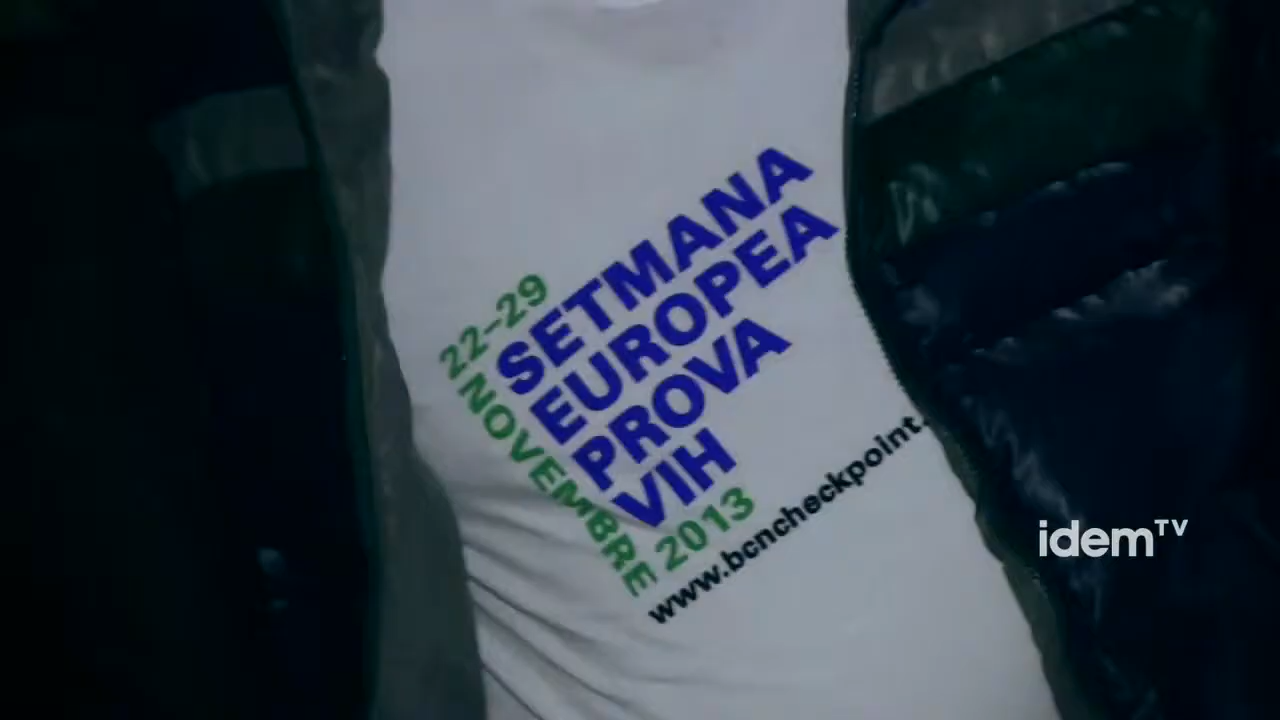 22-29
NOVEMBRE 2013
SETMANA
EUROPEA
PROVA
VIH
www.bcncheckpoint.
idemTV